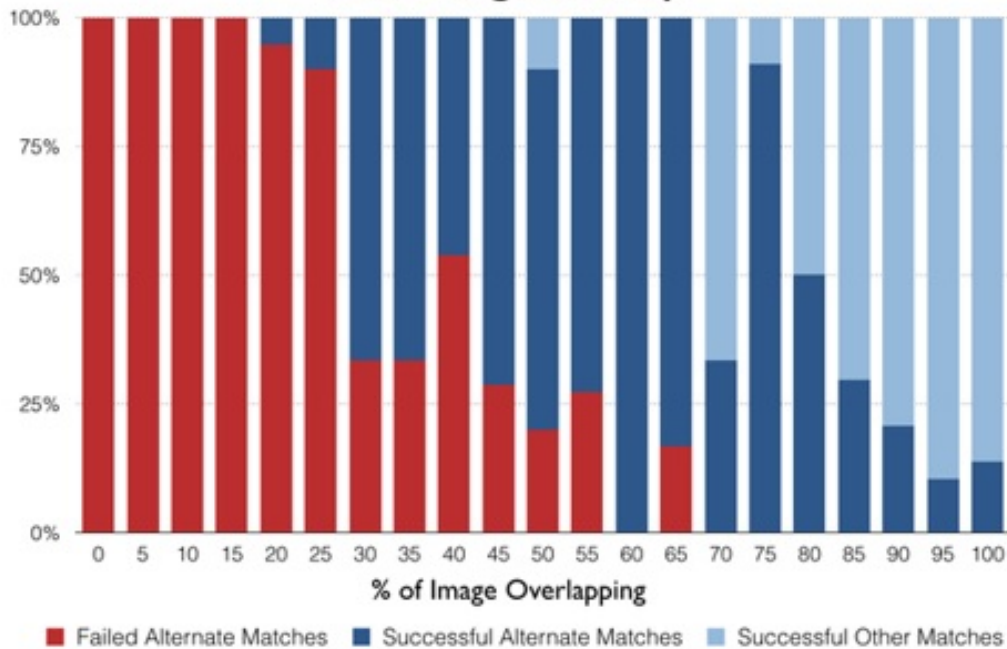 100%
75%
50%
25%
0%
0 5 10 15 20 25 30 35 40 45 50 55 60 65 70 75 80 85 90 95 100
% of Image Overlapping
Failed Alternate Matches Successful Alternate Matches Successful Other Matches